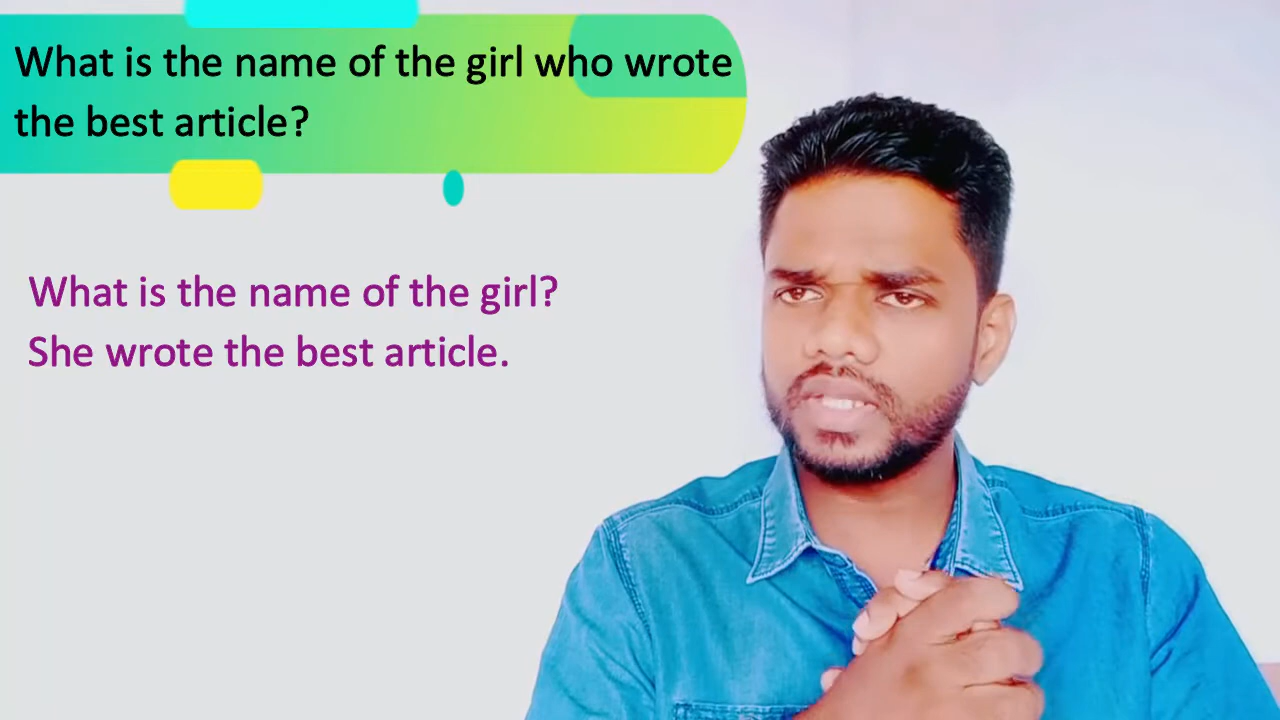 What is the name of the girl who wrote
the best article?
What is the name of the girl?
She wrote the best article.